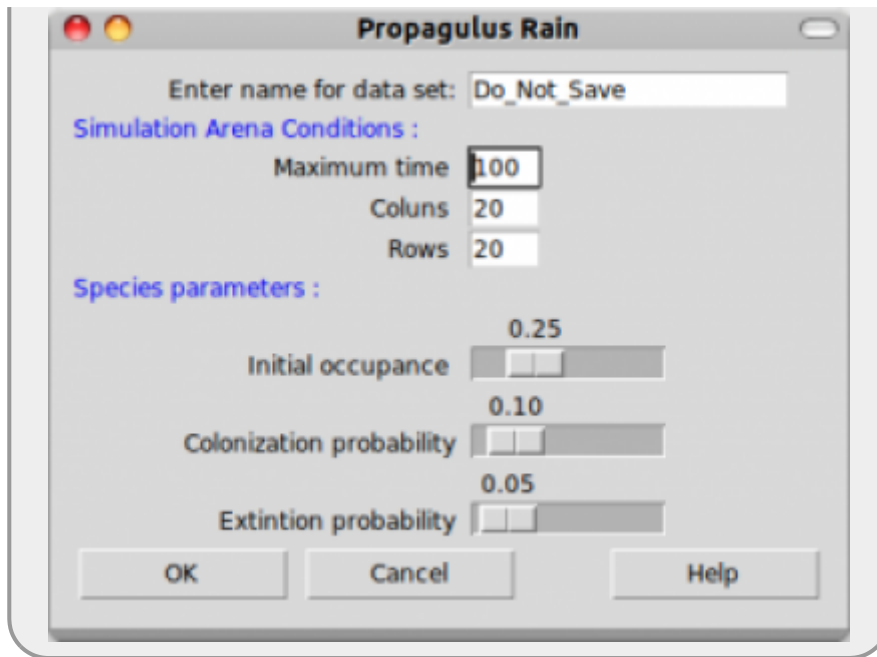 Propagulus Rain
Enter name for data set: Do_Not_Save
Simulation Arena Conditions :
Maximum time 100
Coluns 20
Rows 20
Species parameters :
0.25
Initial occupance
0.10
Colonization probability
0.05
Extintion probability
OK Cancel Help